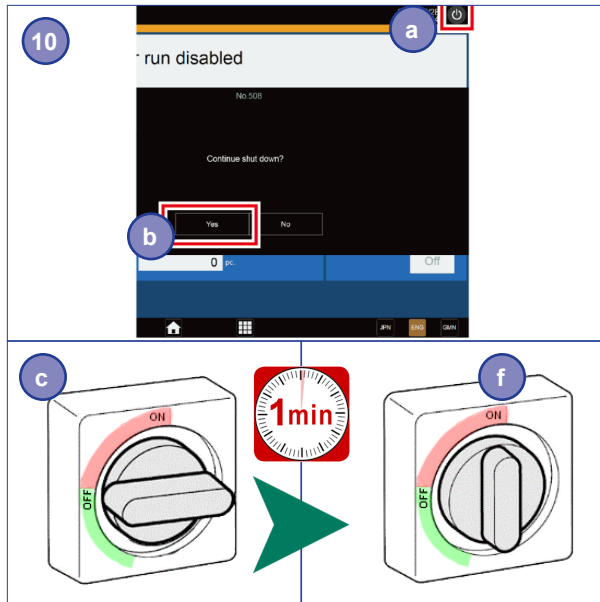 10
a
run disabled
No.508
Continue shut down?
Yes
No
b
0 pc.
Off
JPN ENG GMN
c
1min
f
ON
OFF
ON
OFF